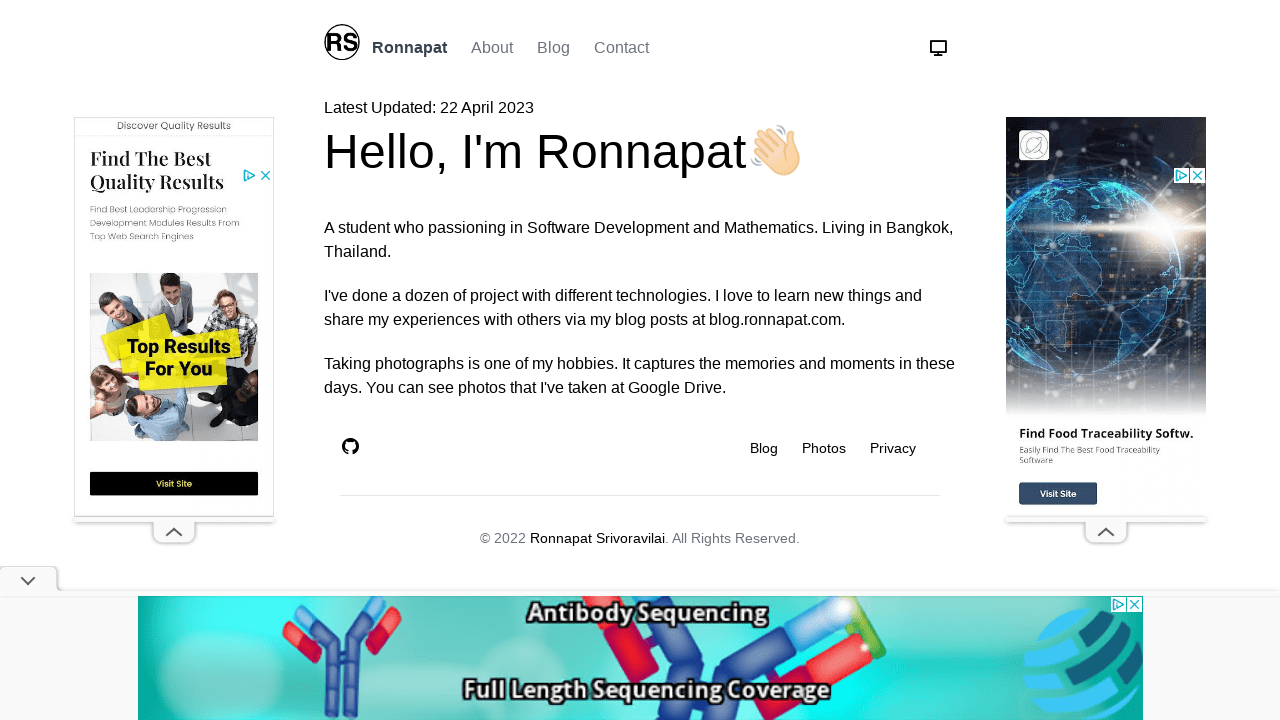 RS
Ronnapat About Blog Contact
Latest Updated: 22 April 2023
Hello, I'm Ronnapat
A student who passioning in Software Development and Mathematics. Living in Bangkok,
Thailand.
I've done a dozen of project with different technologies. I love to learn new things and
share my experiences with others via my blog posts at blog.ronnapat.com.
Taking photographs is one of my hobbies. It captures the memories and moments in these
days. You can see photos that I've taken at Google Drive.
Blog Photos Privacy
© 2022 Ronnapat Srivoravilai. All Rights Reserved.
Discover Quality Results
Find The Best
Quality Results
Find Best Leadership Progression
Development Modules Results From
Top Web Search Engines
Top Results
For You
Visit Site
Find Food Traceability Softw.
Easily Find The Best Food Traceability
Software
Visit Site
Antibody Sequencing
Full Length Sequencing Coverage